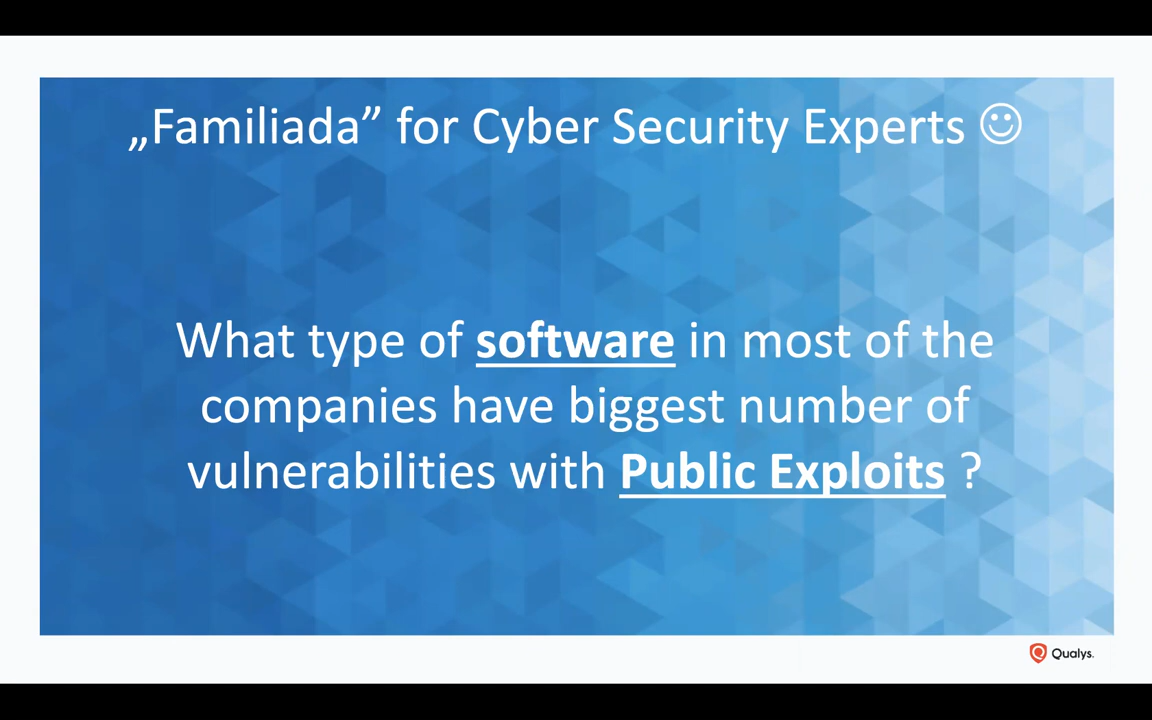 „Familiada” for Cyber Security Experts ☺
What type of software in most of the
companies have biggest number of
vulnerabilities with Public Exploits ?
Qualys.